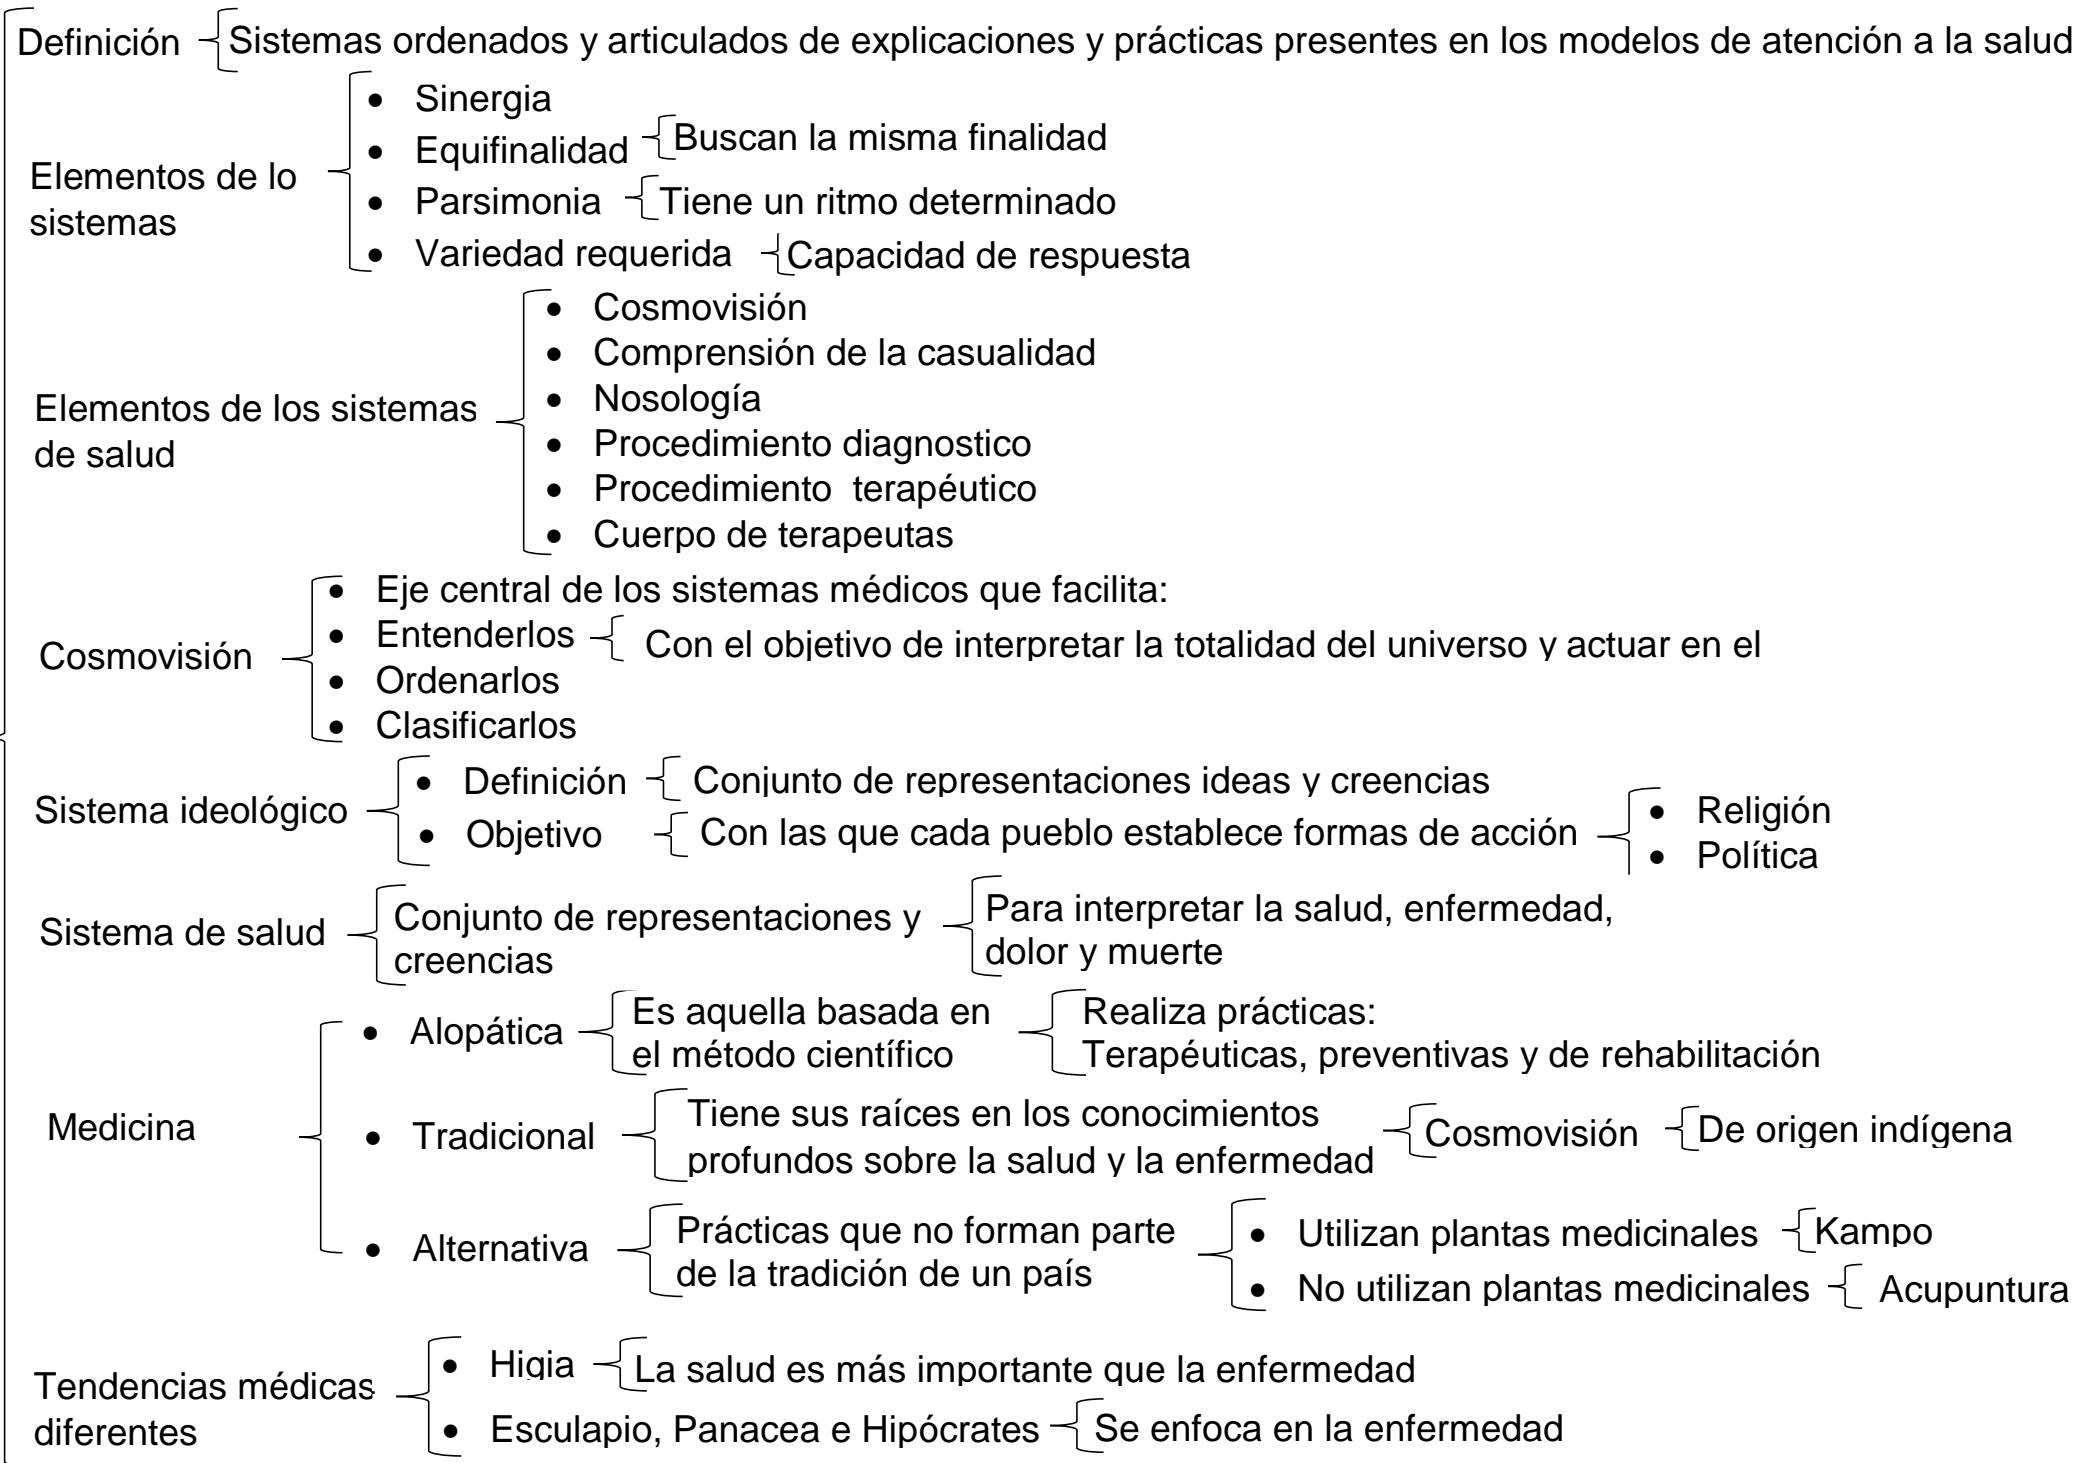 Definición Sistemas ordenados y articulados de explicaciones y prácticas presentes en los modelos de atención a la salud
Elementos de lo
sistemas
• Sinergia
• Equifinalidad Buscan la misma finalidad
• Parsimonia Tiene un ritmo determinado
• Variedad requerida Capacidad de respuesta
Elementos de los sistemas
de salud
• Cosmovisión
• Comprensión de la casualidad
• Nosología
• Procedimiento diagnostico
• Procedimiento terapéutico
• Cuerpo de terapeutas
Cosmovisión
• Eje central de los sistemas médicos que facilita:
• Entenderlos Con el objetivo de interpretar la totalidad del universo y actuar en el
• Ordenarlos
• Clasificarlos
Sistema ideológico
• Definición Conjunto de representaciones ideas y creencias
• Objetivo Con las que cada pueblo establece formas de acción
• Religión
• Política
Sistema de salud
Conjunto de representaciones y
creencias
Para interpretar la salud, enfermedad,
dolor y muerte
Medicina
• Alopática
Es aquella basada en
el método científico
Realiza prácticas:
Terapéuticas, preventivas y de rehabilitación
• Tradicional
Tiene sus raíces en los conocimientos
profundos sobre la salud y la enfermedad
Cosmovisión De origen indígena
• Alternativa
Prácticas que no forman parte
de la tradición de un país
• Utilizan plantas medicinales Kampo
• No utilizan plantas medicinales Acupuntura
Tendencias médicas
diferentes
• Higia La salud es más importante que la enfermedad
• Esculapio, Panacea e Hipócrates Se enfoca en la enfermedad